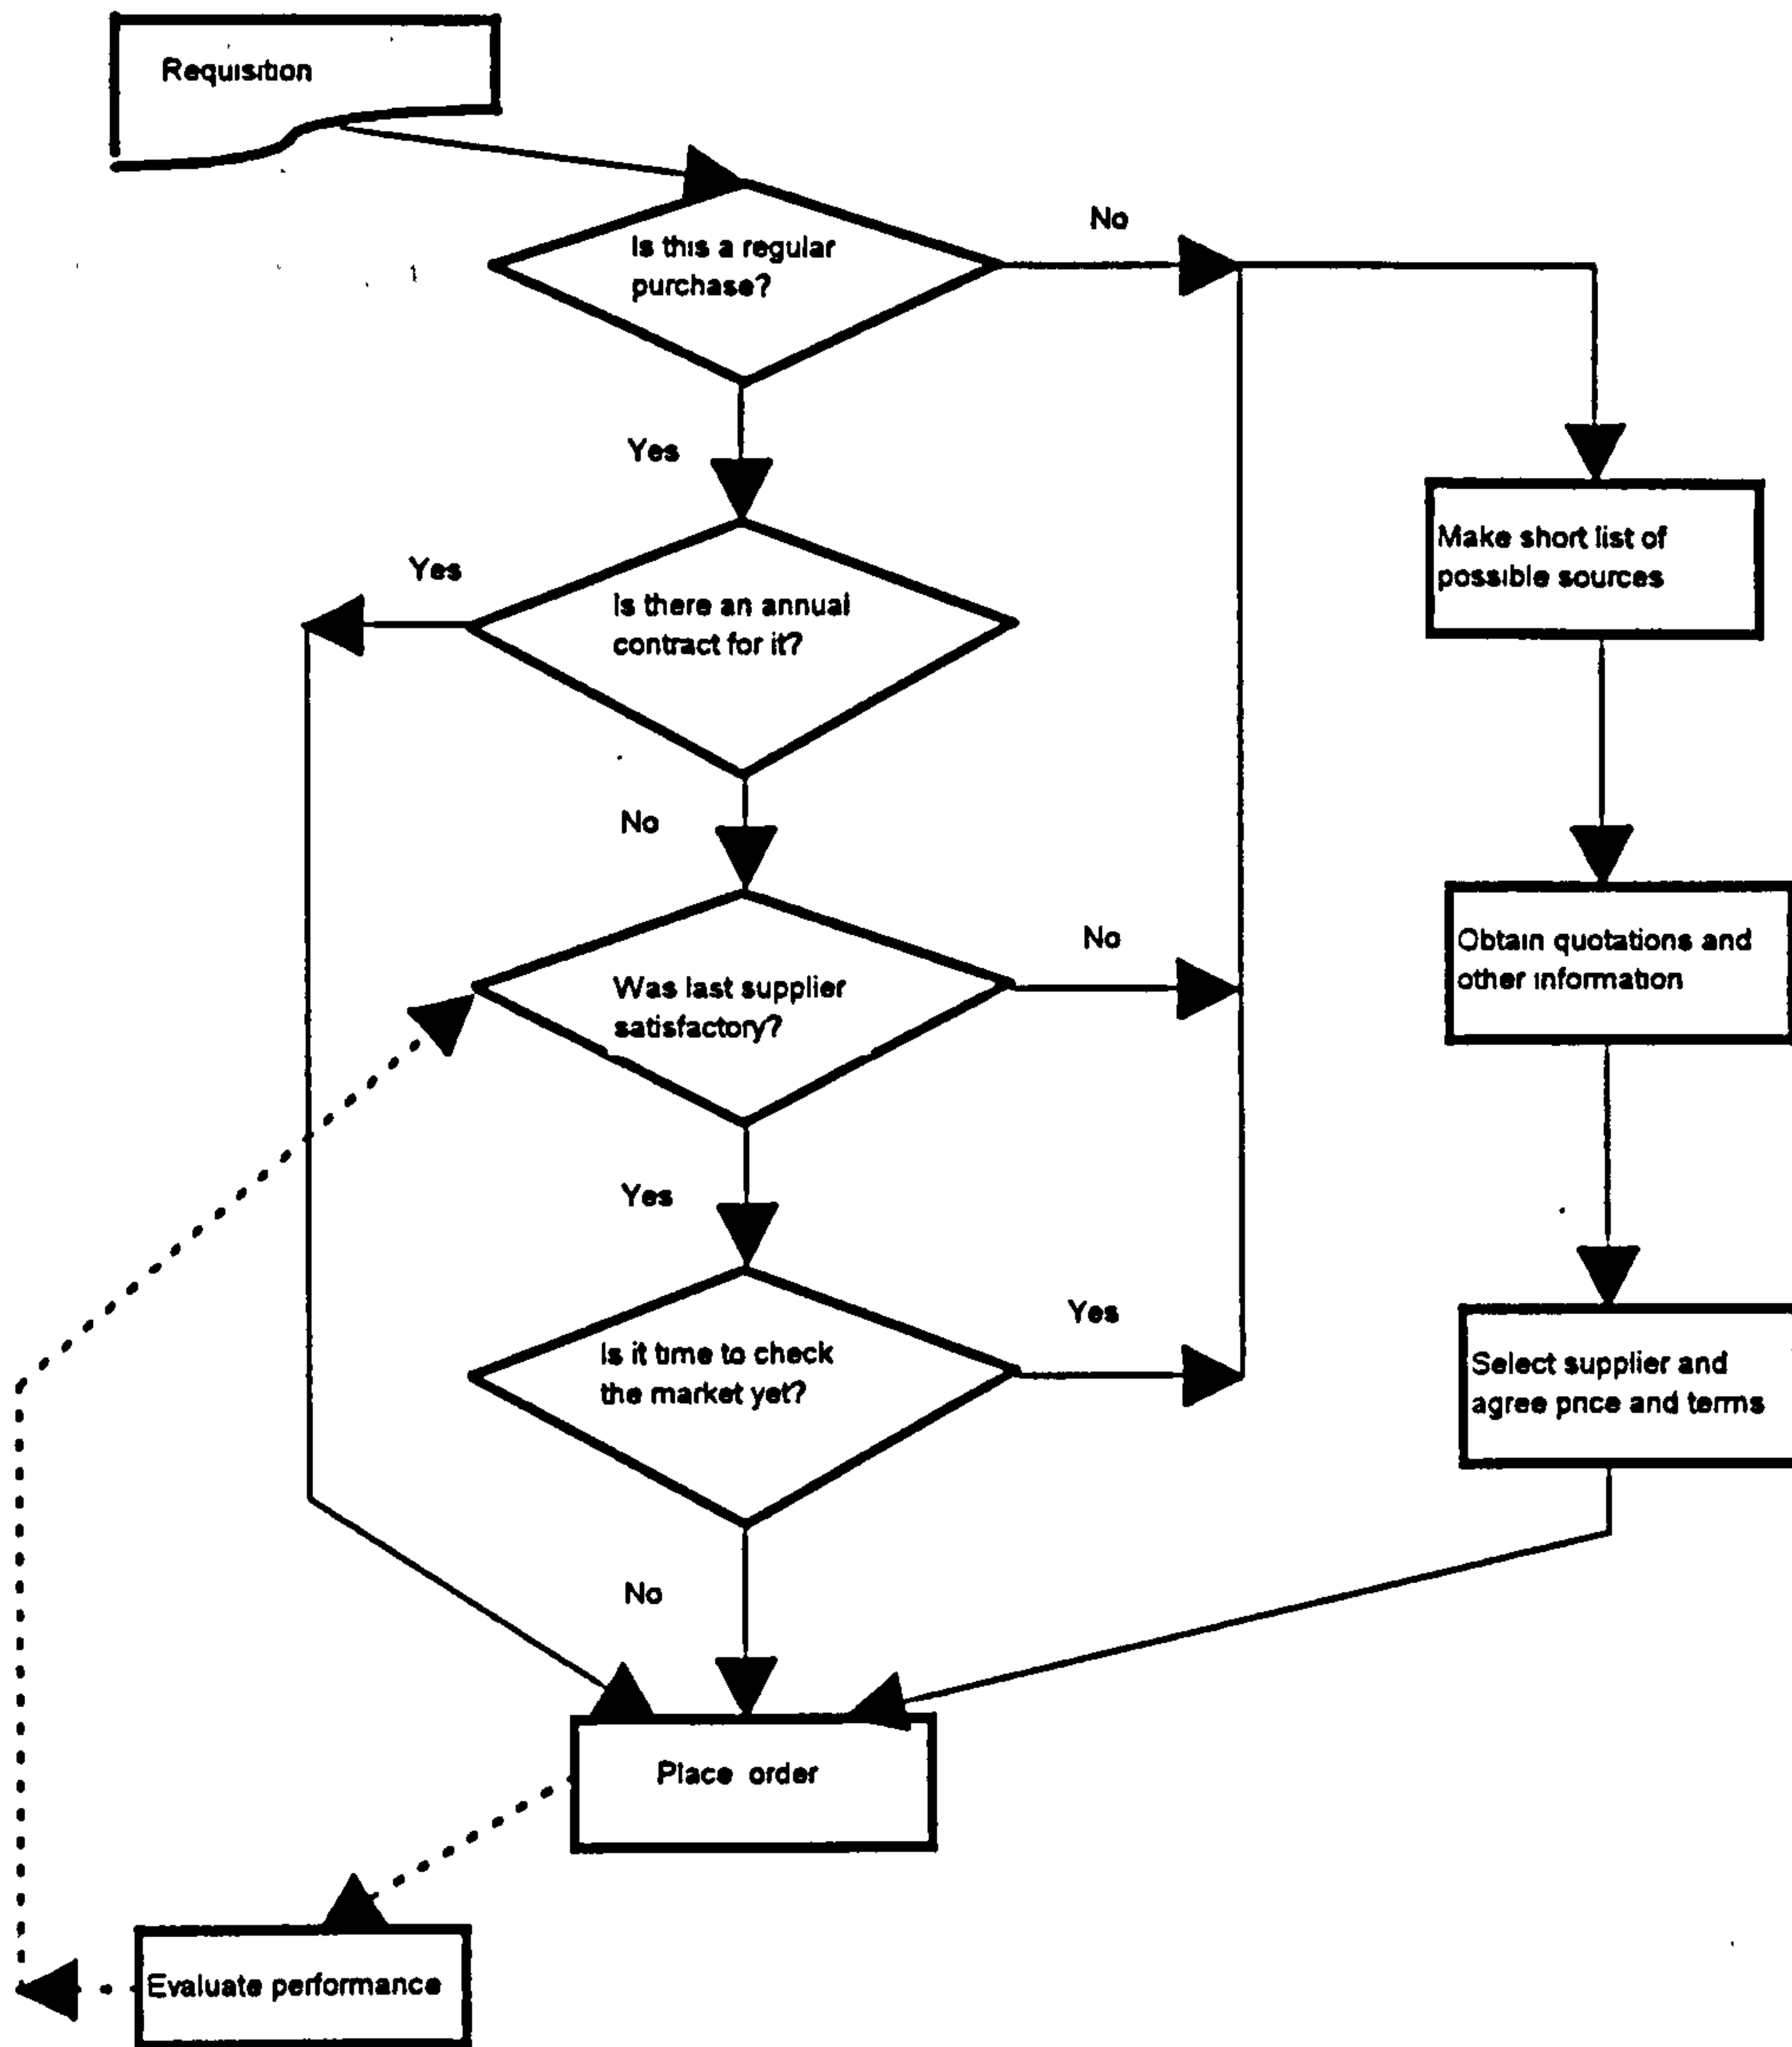 Requisition
No
Is this a regular
purchase?
Yes
Make short list of
possible sources
Yes
Is there an annual
contract for it?
No
Obtain quotations and
other information
No
Was last supplier
satisfactory?
Yes
Yes
Is it time to check
the market yet?
Select supplier and
agree price and terms
No
Place order
Evaluate performance